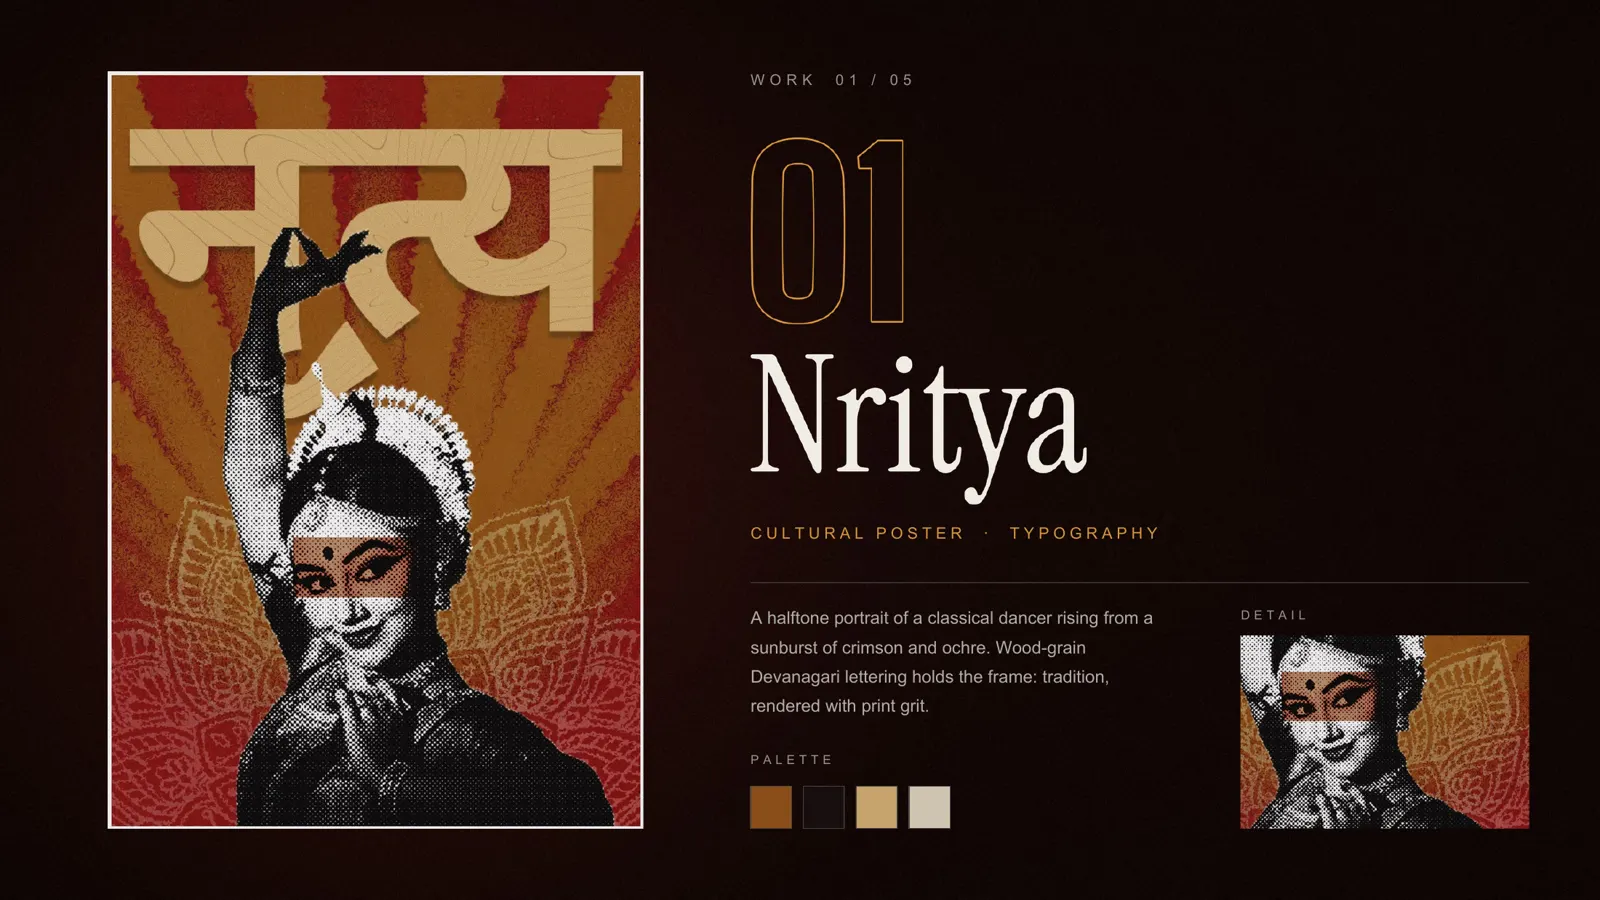 नृत्य
WORK 01 / 05
01
Nritya
CULTURAL POSTER · TYPOGRAPHY
A halftone portrait of a classical dancer rising from a
sunburst of crimson and ochre. Wood-grain
Devanagari lettering holds the frame: tradition,
rendered with print grit.
PALETTE
DETAIL